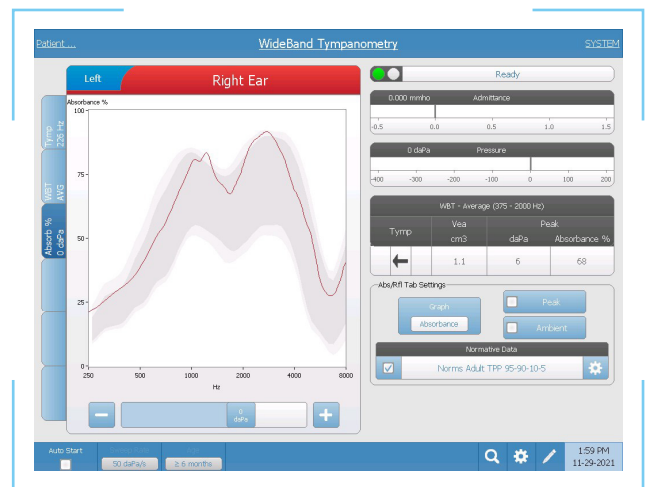 Patient ...
WideBand Tympanometry
SYSTEM
Left
Right Ear
Tymp
226 Hz
WBT
AVG
Absorb %
0 daPa
Absorbance %
100
75
50
25
0
250 500 1000 2000 4000 8000
Hz
0
daPa
Ready
0.000 mmho Admittance
-0.5 0.0 0.5 1.0 1.5
0 daPa Pressure
-400 -300 -200 -100 0 100 200
WBT - Average (375 - 2000 Hz)
Tymp
Vea
cm3
Peak
daPa Absorbance %
1.1 6 68
Abs/Rfl Tab Settings
Graph
Absorbance
Peak
Ambient
Normative Data
Norms Adult TPP 95-90-10-5
Auto Start
50 daPa/s
≥ 6 months
1:59 PM
11-29-2021